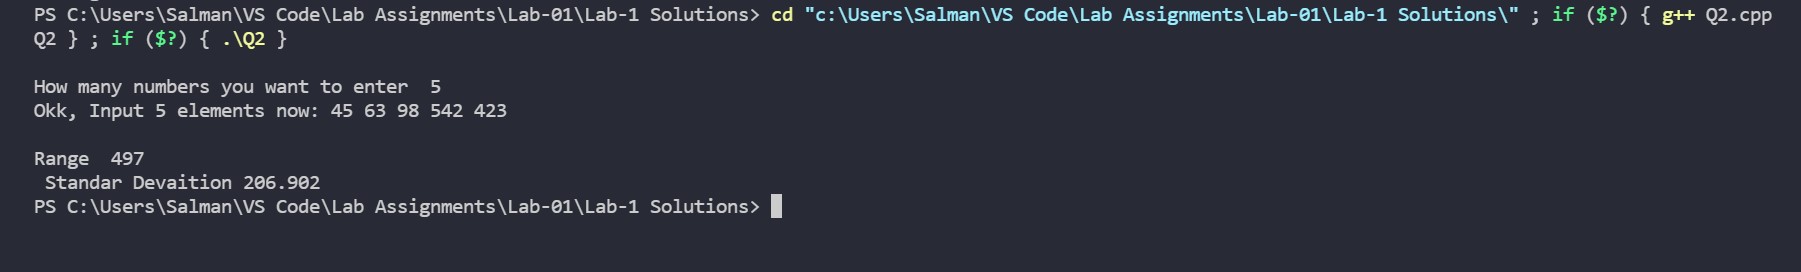 PS C:\Users\Salman\VS Code\Lab Assignments\Lab-01\Lab-1 Solutions> cd "c:\Users\Salman\VS Code\Lab Assignments\Lab-01\Lab-1 Solutions\" ; if ($?) { g++ Q2.cpp
Q2 } ; if ($?) { .\Q2 }
How many numbers you want to enter  5
Okk, Input 5 elements now: 45 63 98 542 423
Range  497
 Standar Devaition 206.902
PS C:\Users\Salman\VS Code\Lab Assignments\Lab-01\Lab-1 Solutions>